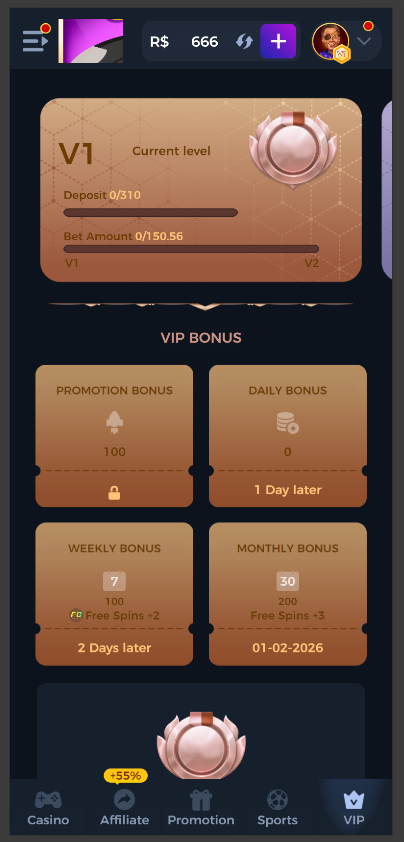 R$ 666
V1
Current level
Deposit 0/310
Bet Amount 0/150.56
V1 V2
VIP BONUS
PROMOTION BONUS
100
DAILY BONUS
0
1 Day later
WEEKLY BONUS
7
100
Free Spins +2
2 Days later
MONTHLY BONUS
30
200
Free Spins +3
01-02-2026
+55%
Casino
Affiliate
Promotion
Sports
VIP